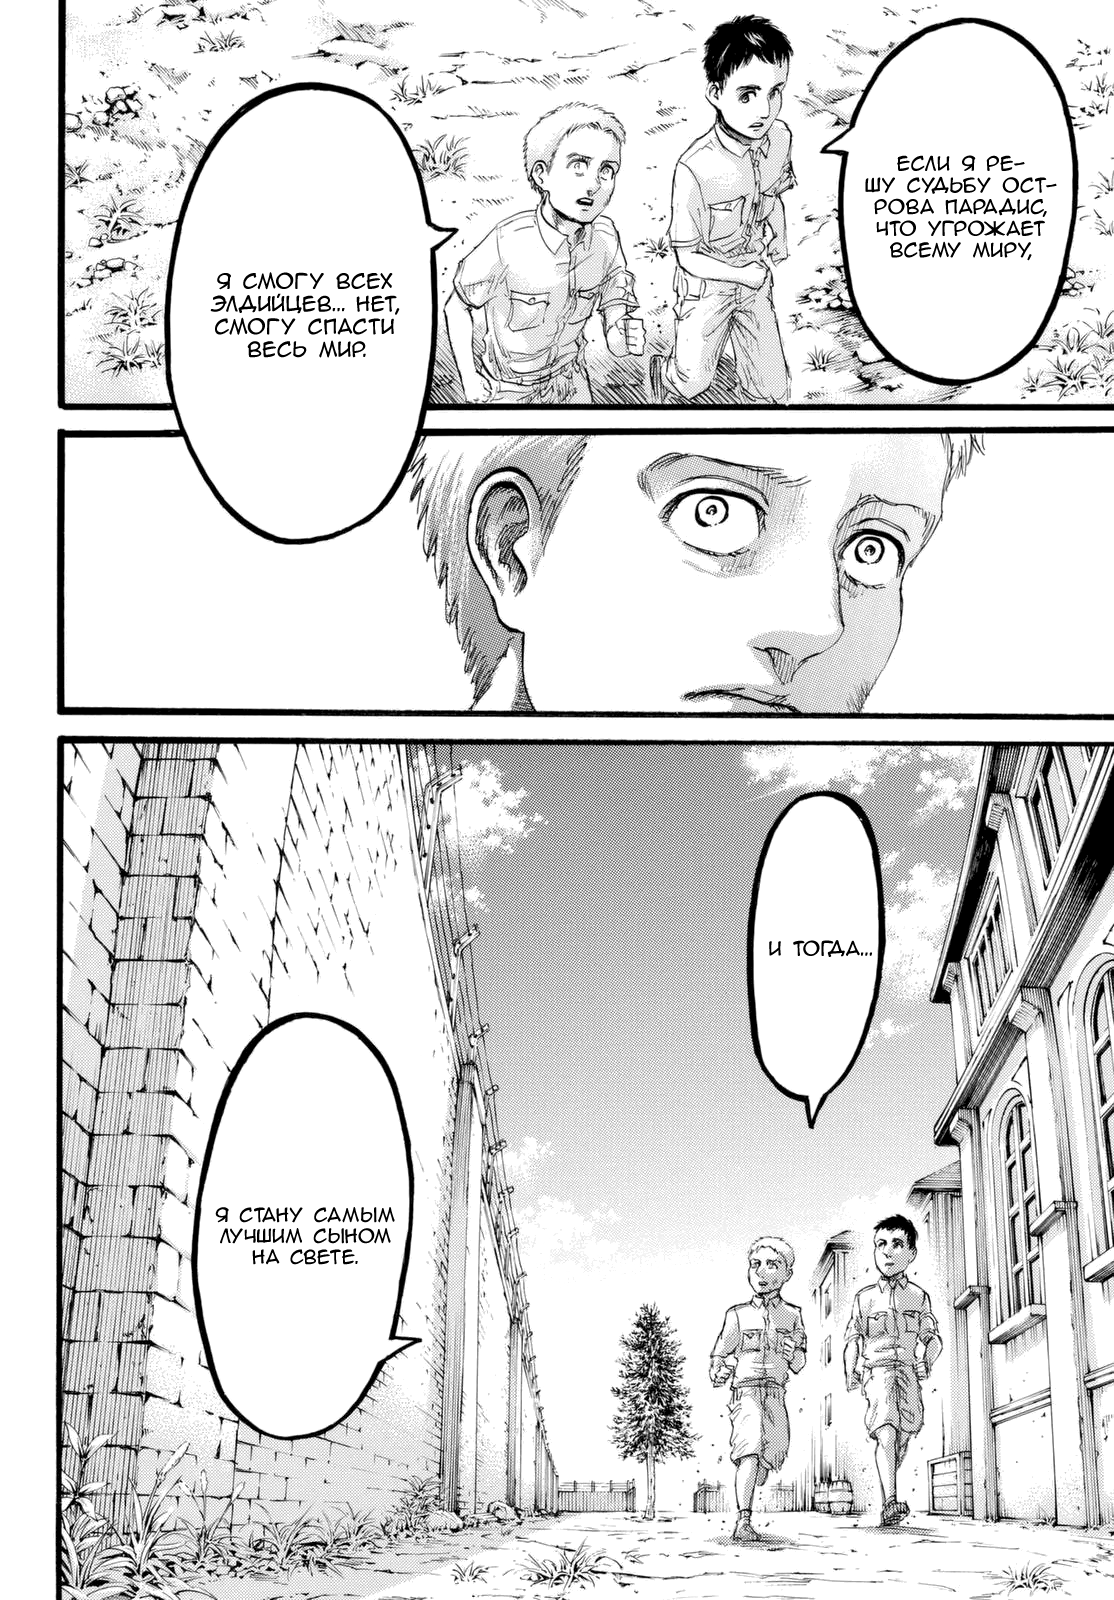 ЕСЛИ Я РЕ-
ШУ СУДЬБУ ОСТ-
РОВА ПАРАДИС,
ЧТО УГРОЖАЕТ
ВСЕМУ МИРУ,
Я СМОГУ ВСЕХ
ЭЛДИЙЦЕВ... НЕТ,
СМОГУ СПАСТИ
ВЕСЬ МИР.
И ТОГДА...
Я СТАНУ САМЫМ
ЛУЧШИМ СЫНОМ
НА СВЕТЕ.